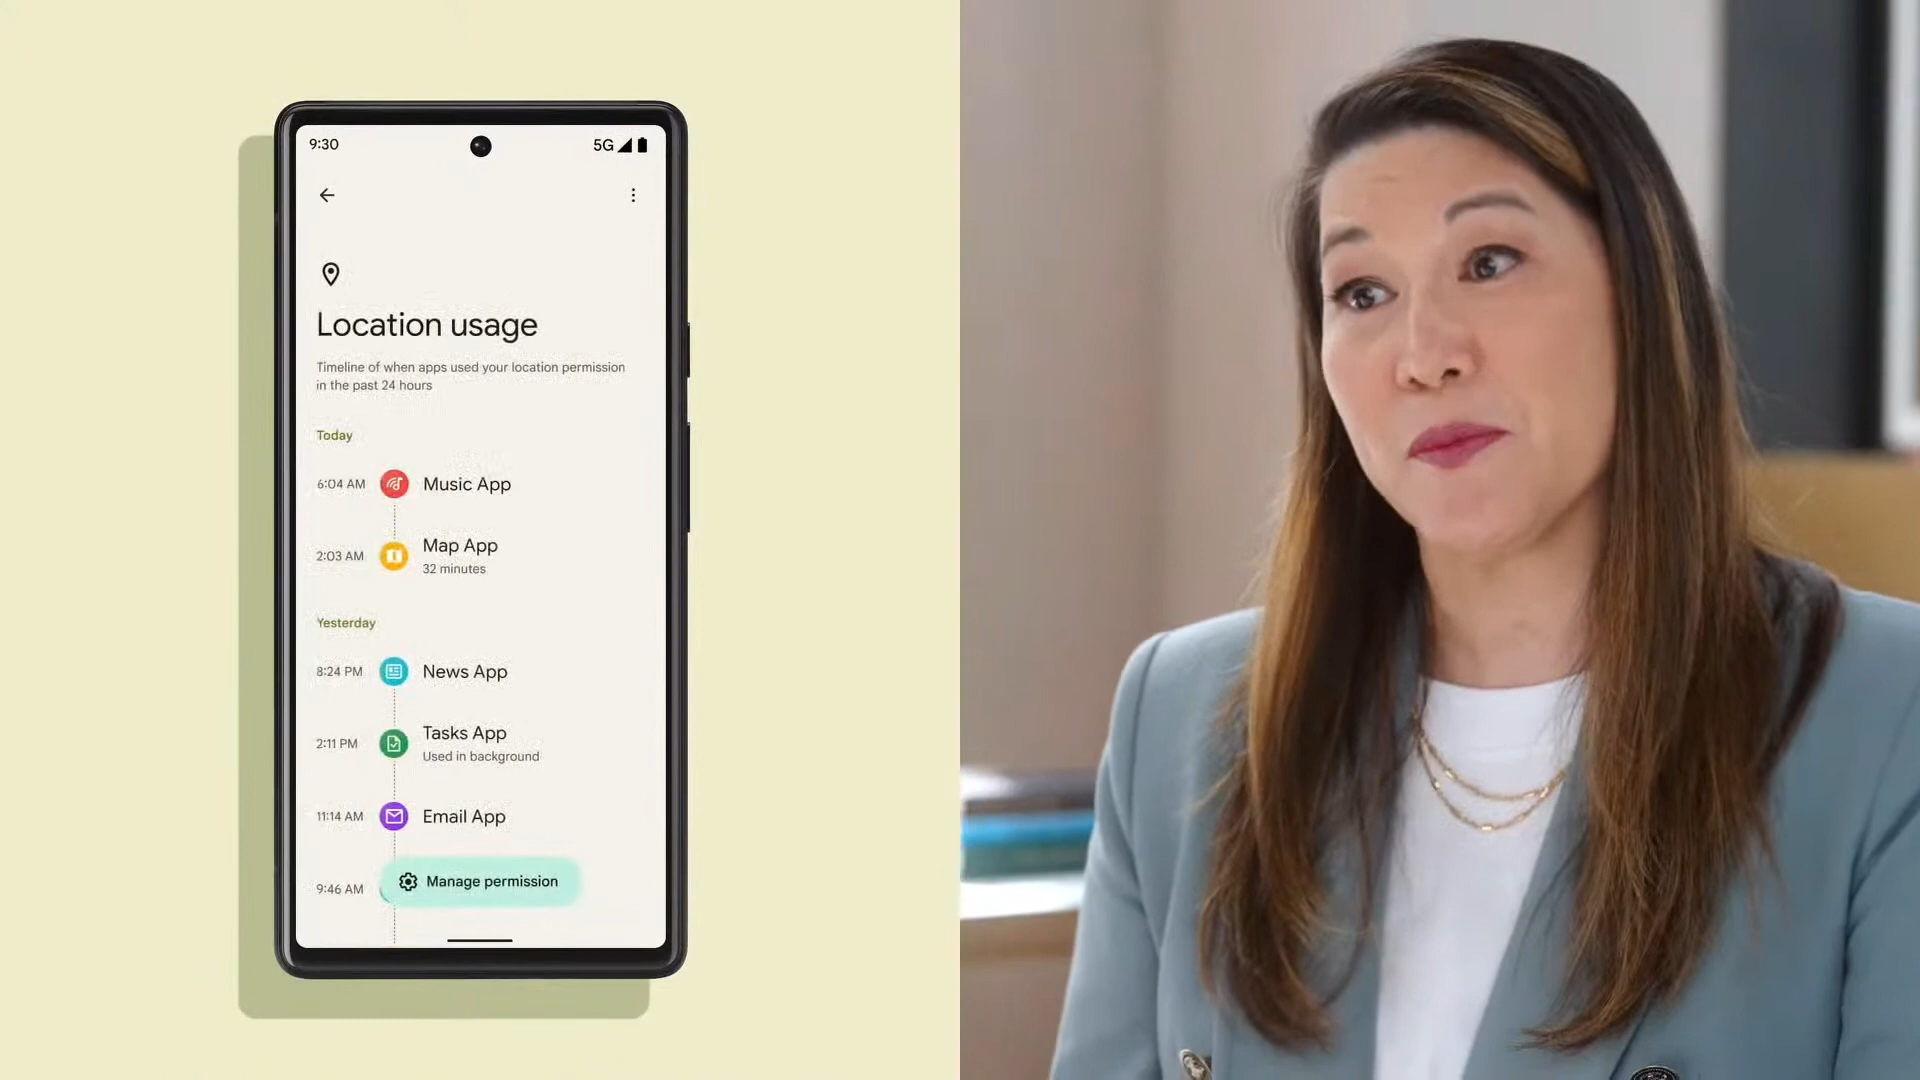 9:30
5G
Location usage
Timeline of when apps used your location permission
in the past 24 hours
Today
6:04 AM
Music App
2:03 AM
Map App
32 minutes
Yesterday
8:24 PM
News App
2:11 PM
Tasks App
Used in background
11:14 AM
Email App
9:46 AM
Manage permission